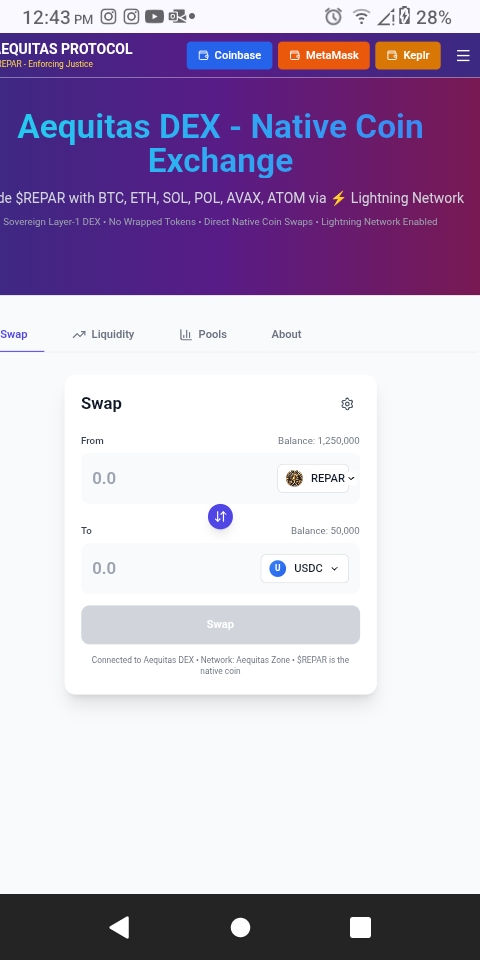 12:43 PM
28%
AEQUITAS PROTOCOL
REPAR - Enforcing Justice
Coinbase
MetaMask
Keplr
Aequitas DEX - Native Coin
Exchange
de $REPAR with BTC, ETH, SOL, POL, AVAX, ATOM via ⚡ Lightning Network
Sovereign Layer-1 DEX • No Wrapped Tokens • Direct Native Coin Swaps • Lightning Network Enabled
Swap
Liquidity
Pools
About
Swap
From
Balance: 1,250,000
0.0
REPAR
To
Balance: 50,000
0.0
U
USDC
Swap
Connected to Aequitas DEX • Network: Aequitas Zone • $REPAR is the
native coin